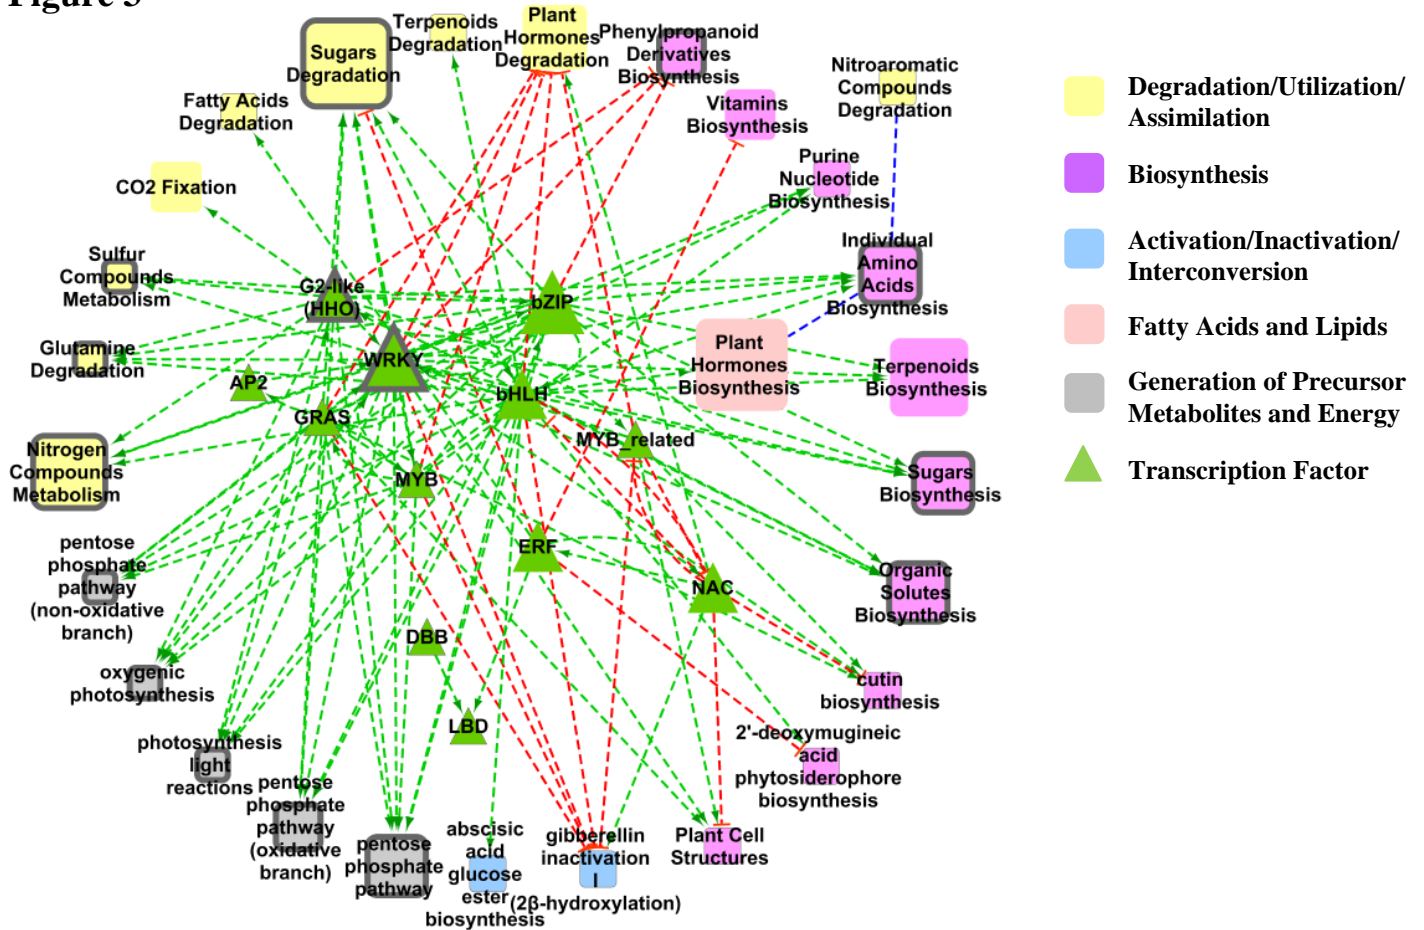 Figure 5
Terpenoids
Degradation
Plant
Hormones
Degradation
Phenylpropanoid
Derivatives
Biosynthesis
Sugars
Degradation
Nitroaromatic
Compounds
Degradation
Fatty Acids
Degradation
Vitamins
Biosynthesis
CO2 Fixation
Purine
Nucleotide
Biosynthesis
Sulfur
Compounds
Metabolism
G2-like
(HHO)
bZIP
Individual
Amino
Acids
Biosynthesis
Glutamine
Degradation
AP2
WRKY
GRAS
bHLH
Plant
Hormones
Biosynthesis
Terpenoids
Biosynthesis
MYB_related
Nitrogen
Compounds
Metabolism
MYB
Sugars
Biosynthesis
ERF
NAC
Organic
Solutes
Biosynthesis
pentose
phosphate
pathway
(non-oxidative
branch)
DBB
LBD
oxygenic
photosynthesis
cutin
biosynthesis
photosynthesis
light
reactions
2'-deoxymugineic
acid
phytosiderophore
biosynthesis
pentose
phosphate
pathway
(oxidative
branch)
pentose
phosphate
pathway
abscisic
acid
glucose
ester
biosynthesis
gibberellin
inactivation
I
(2β-hydroxylation)
Plant Cell
Structures
Degradation/Utilization/
Assimilation
Biosynthesis
Activation/Inactivation/
Interconversion
Fatty Acids and Lipids
Generation of Precursor
Metabolites and Energy
Transcription Factor